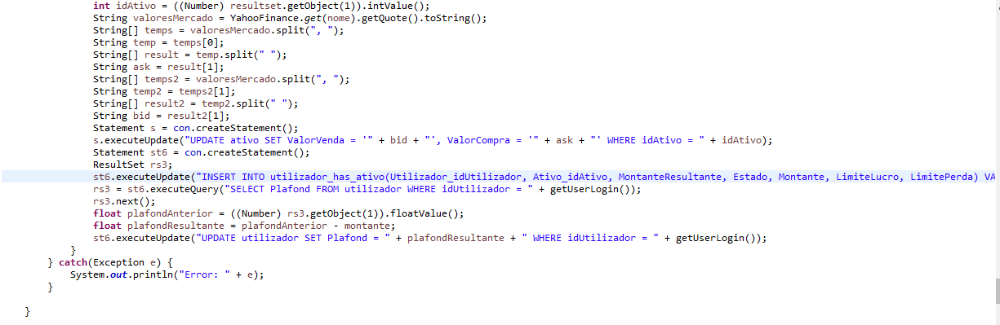 int idAtivo = ((Number) resultset.getObject(1)).intValue();
String valoresMercado = YahooFinance.get(nome).getQuote().toString();
String[] temps = valoresMercado.split(", ");
String temp = temps[0];
String[] result = temp.split(" ");
String ask = result[1];
String[] temps2 = valoresMercado.split(", ");
String temp2 = temps2[1];
String[] result2 = temp2.split(" ");
String bid = result2[1];
Statement s = con.createStatement();
s.executeUpdate("UPDATE ativo SET ValorVenda = '" + bid + "', ValorCompra = '" + ask + "' WHERE idAtivo = " + idAtivo);
Statement st6 = con.createStatement();
ResultSet rs3;
st6.executeUpdate("INSERT INTO utilizador_has_ativo(Utilizador_idUtilizador, Ativo_idAtivo, MontanteResultante, Estado, Montante, LimiteLucro, LimitePerda) VA
rs3 = st6.executeQuery("SELECT Plafond FROM utilizador WHERE idUtilizador = " + getUserLogin());
rs3.next();
float plafondAnterior = ((Number) rs3.getObject(1)).floatValue();
float plafondResultante = plafondAnterior - montante;
st6.executeUpdate("UPDATE utilizador SET Plafond = " + plafondResultante + " WHERE idUtilizador = " + getUserLogin());
}
} catch(Exception e) {
System.out.println("Error: " + e);
}
}